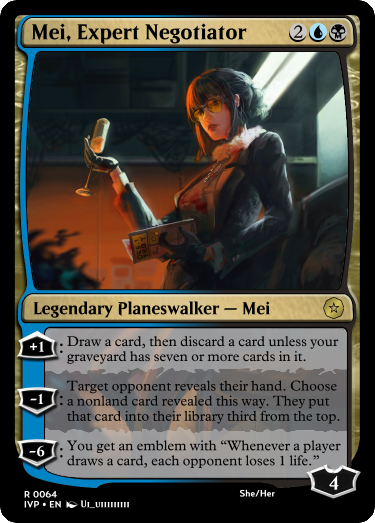 Mei, Expert Negotiator 2
Legendary Planeswalker — Mei
+1 : Draw a card, then discard a card unless your
graveyard has seven or more cards in it.
-1 : Target opponent reveals their hand. Choose
a nonland card revealed this way. They put
that card into their library third from the top.
-6 : You get an emblem with “Whenever a player
draws a card, each opponent loses 1 life.”
4
R 0064 She/Her
IVP • EN